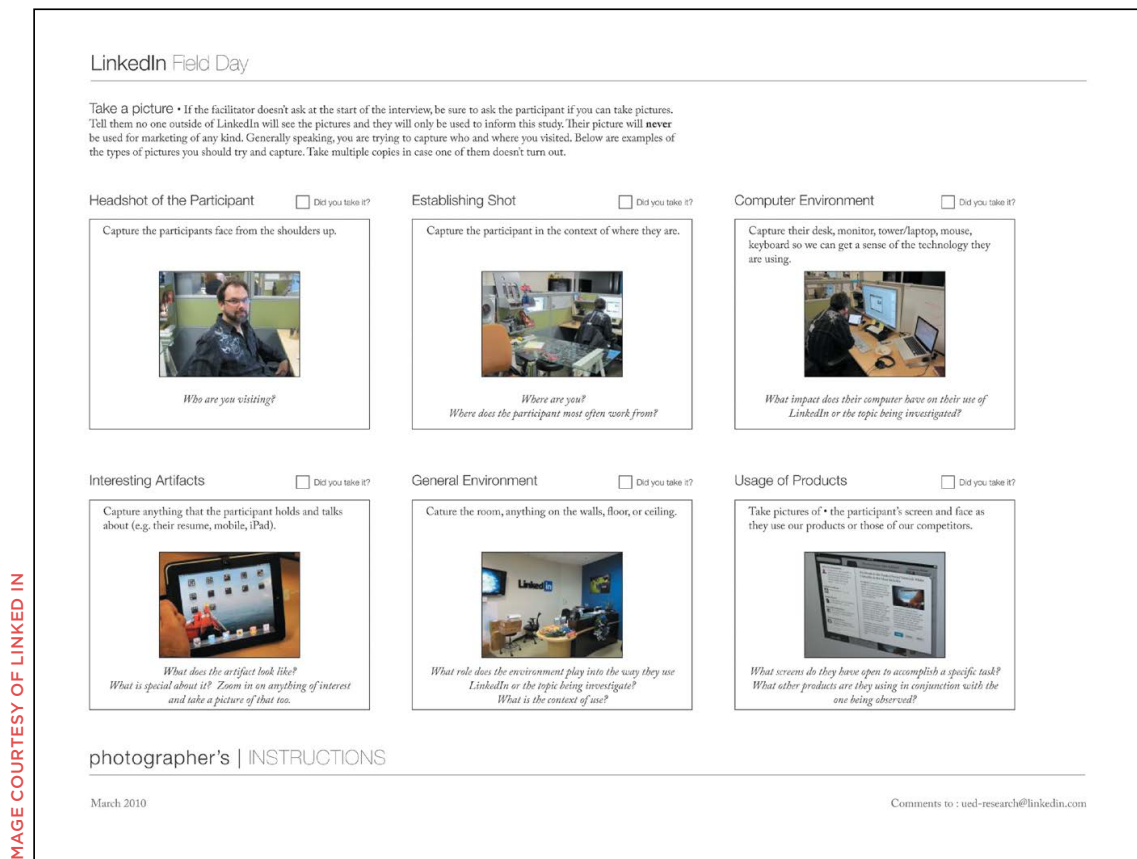 LinkedIn Field Day
Take a picture • If the facilitator doesn't ask at the start of the interview, be sure to ask the participant if you can take pictures.
Tell them no one outside of LinkedIn will see the pictures and they will only be used to inform this study. Their picture will never
be used for marketing of any kind. Generally speaking, you are trying to capture who and where you visited. Below are examples of
the types of pictures you should try and capture. Take multiple copies in case one of them doesn't turn out.
Headshot of the Participant
Did you take it?
Capture the participants face from the shoulders up.
Who are you visiting?
Establishing Shot
Did you take it?
Capture the participant in the context of where they are.
Where are you?
Where does the participant most often work from?
Computer Environment
Did you take it?
Capture their desk, monitor, tower/laptop, mouse,
keyboard so we can get a sense of the technology they
are using.
What impact does their computer have on their use of
LinkedIn or the topic being investigated?
Interesting Artifacts
Did you take it?
Capture anything that the participant holds and talks
about (e.g. their resume, mobile, iPad).
What does the artifact look like?
What is special about it? Zoom in on anything of interest
and take a picture of that too.
General Environment
Did you take it?
Cature the room, anything on the walls, floor, or ceiling.
LinkedIn
What role does the environment play into the way they use
LinkedIn or the topic being investigate?
What is the context of use?
Usage of Products
Did you take it?
Take pictures of • the participant's screen and face as
they use our products or those of our competitors.
What screens do they have open to accomplish a specific task?
What other products are they using in conjunction with the
one being observed?
photographer's | INSTRUCTIONS
March 2010
Comments to : ued-research@linkedin.com
MAGE COURTESY OF LINKED IN